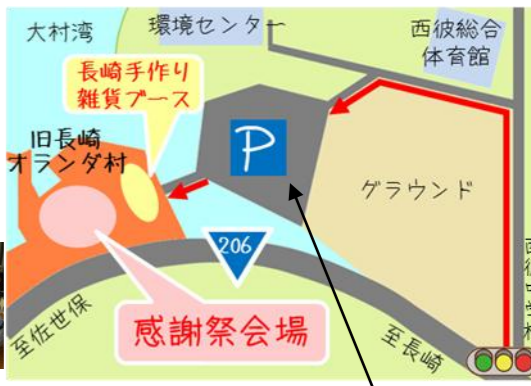 大村湾
環境センター
西彼総合
体育館
長崎手作り
雑貨ブース
旧長崎
オランダ村
P
グラウンド
206
感謝祭会場
至佐世保
至長崎